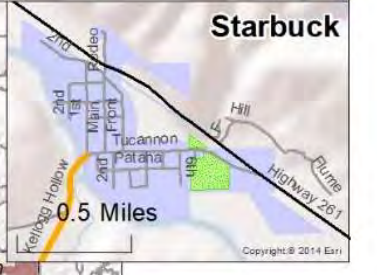 Starbuck
2nd
Rodeo
2nd
1st
Main
Front
Hill
Tucannon
Pataha
2nd
6th
Flume
Highway 261
Kellogg Hollow
0.5 Miles
Copyright:© 2014 Esri